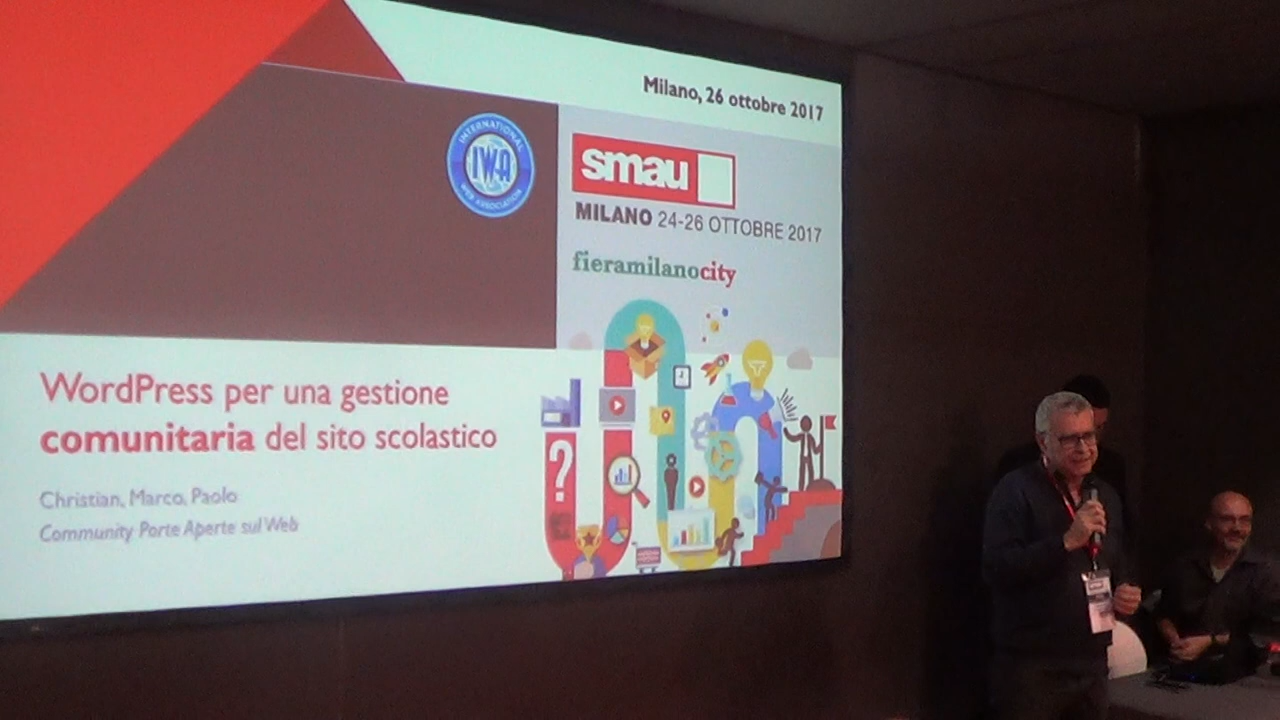 Milano, 26 ottobre 2017
INTERNATIONAL
IWA
WEB ASSOCIATION
smau
MILANO 24-26 OTTOBRE 2017
fieramilanocity
WordPress per una gestione
comunitaria del sito scolastico
Christian, Marco, Paolo
Community Porte Aperte sul Web
?